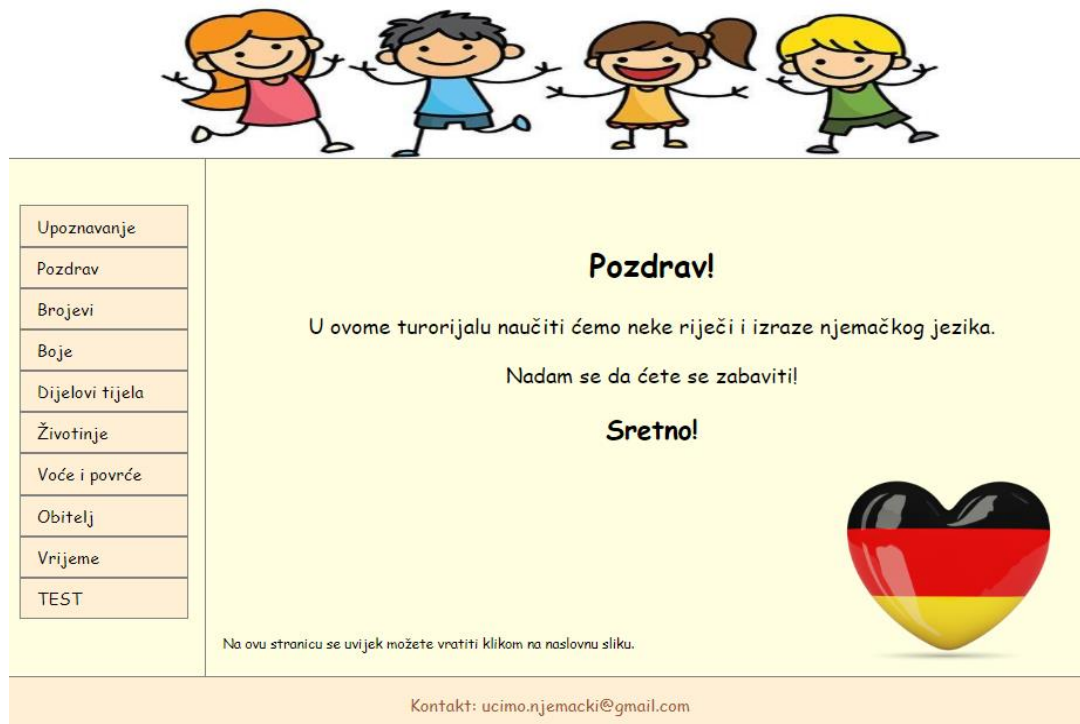 Upoznavanje
Pozdrav
Brojevi
Boje
Dijelovi tijela
Životinje
Voće i povrće
Obitelj
Vrijeme
TEST
Pozdrav!
U ovome turorijalu naučiti ćemo neke riječi i izraze njemačkog jezika.
Nadam se da ćete se zabaviti!
Sretno!
Na ovu stranicu se uvijek možete vratiti klikom na naslovnu sliku.
Kontakt: ucimo.njemacki@gmail.com